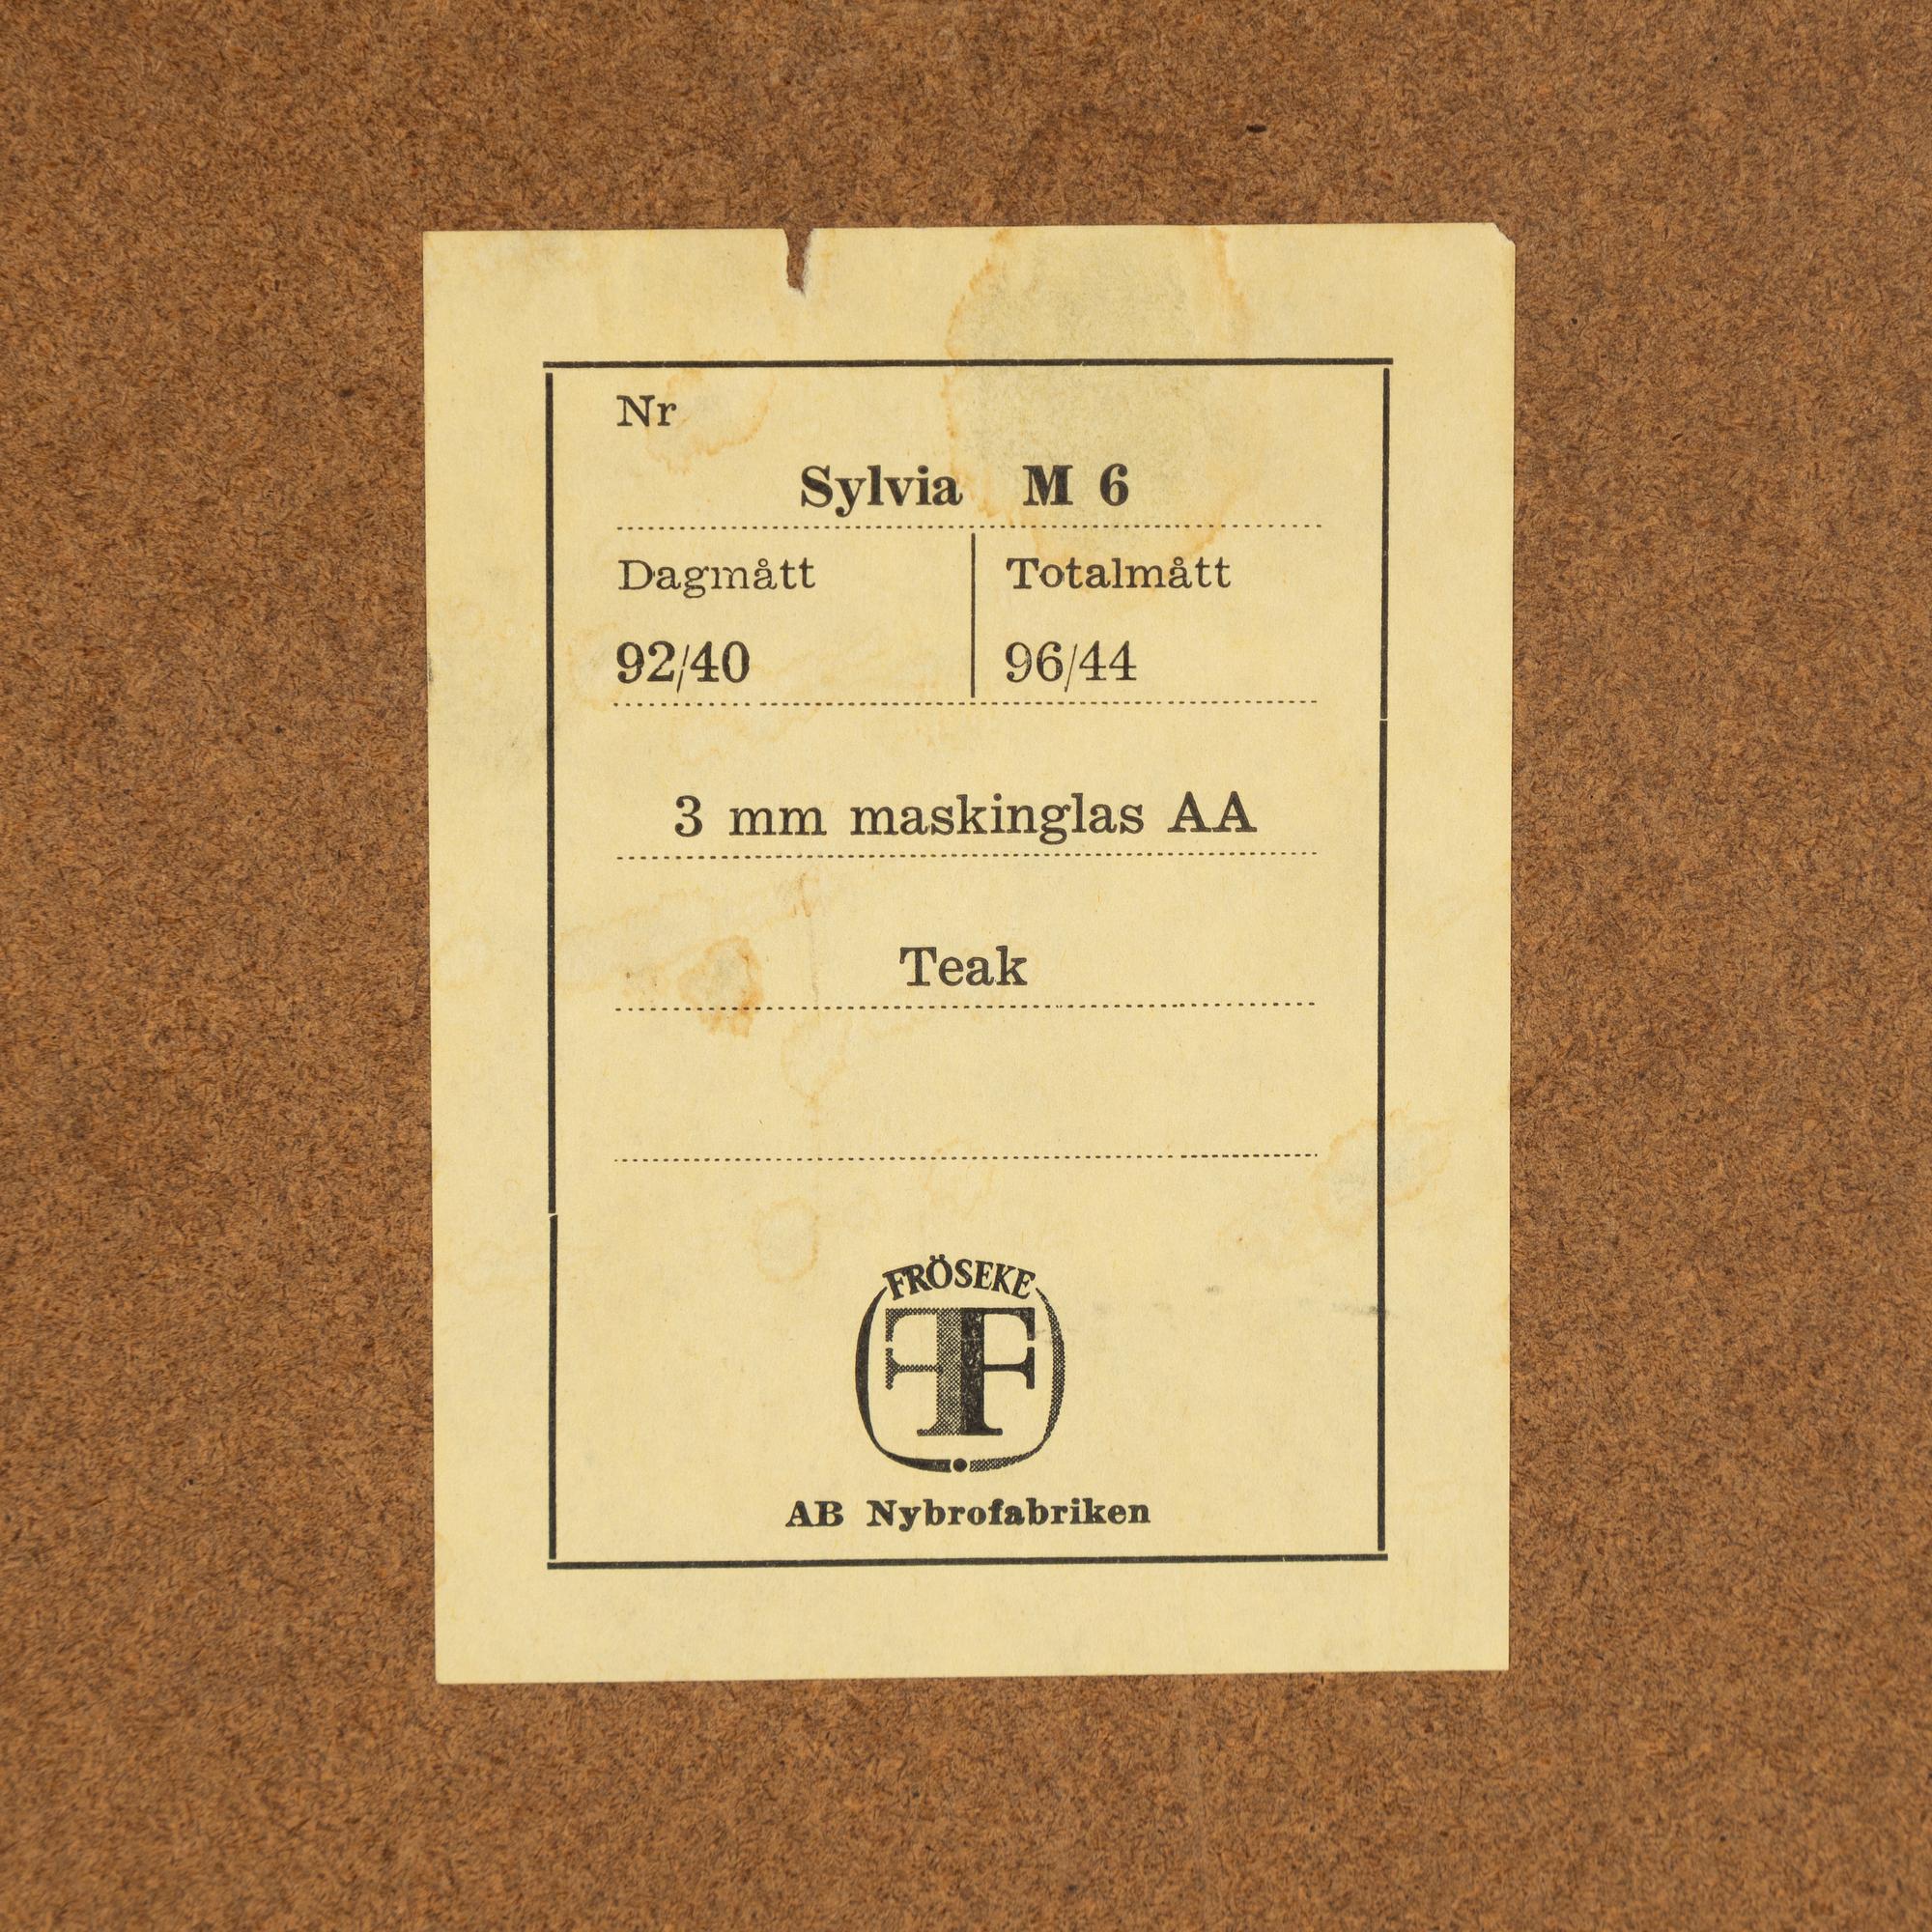 Nr
Sylvia M 6
Dagmått Totalmått
92/40 96/44
3 mm maskinglas AA
Teak
FRÖSEKE
FF
AB Nybrofabriken